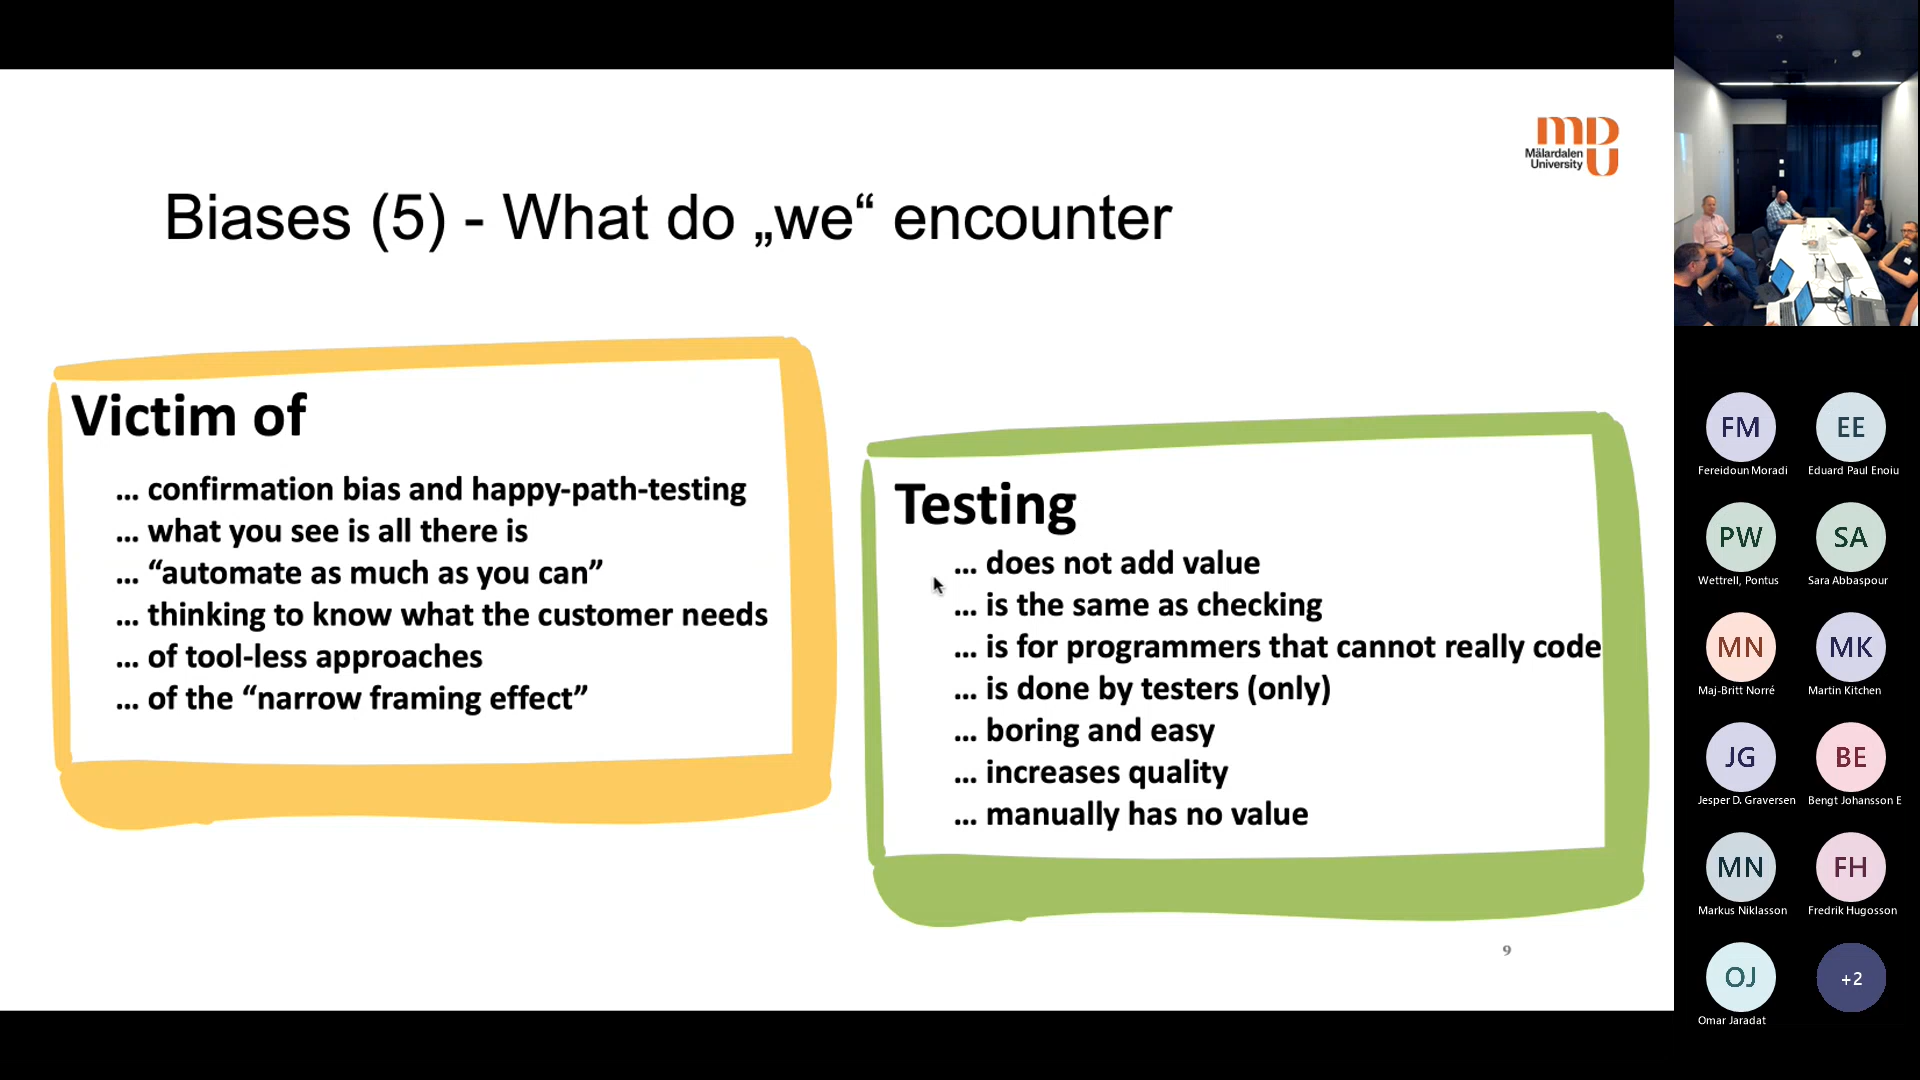 mdu
Mälardalen
University
Biases (5) - What do „we“ encounter
Victim of
... confirmation bias and happy-path-testing
... what you see is all there is
... “automate as much as you can”
... thinking to know what the customer needs
... of tool-less approaches
... of the “narrow framing effect”
Testing
... does not add value
... is the same as checking
... is for programmers that cannot really code
... is done by testers (only)
... boring and easy
... increases quality
... manually has no value
9
FM
EE
Fereidoun Moradi
Eduard Paul Enoiu
PW
SA
Wettrell, Pontus
Sara Abbaspour
MN
MK
Maj-Britt Norré
Martin Kitchen
JG
BE
Jesper D. Graversen
Bengt Johansson E
MN
FH
Markus Niklasson
Fredrik Hugosson
OJ
+2
Omar Jaradat